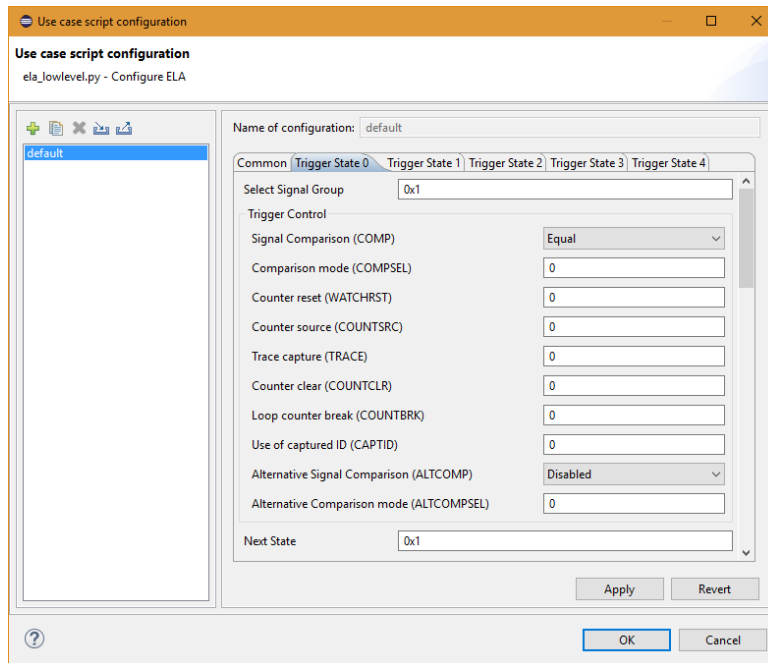 Use case script configuration
Use case script configuration
ela_lowlevel.py - Configure ELA
default
Name of configuration: default
Common Trigger State 0 Trigger State 1 Trigger State 2 Trigger State 3 Trigger State 4
Select Signal Group 0x1
Trigger Control
Signal Comparison (COMP) Equal
Comparison mode (COMPSEL) 0
Counter reset (WATCHRST) 0
Counter source (COUNTSRC) 0
Trace capture (TRACE) 0
Counter clear (COUNTCLR) 0
Loop counter break (COUNTBRK) 0
Use of captured ID (CAPTID) 0
Alternative Signal Comparison (ALTCOMP) Disabled
Alternative Comparison mode (ALTCOMPSEL) 0
Next State 0x1
Apply Revert
? OK Cancel